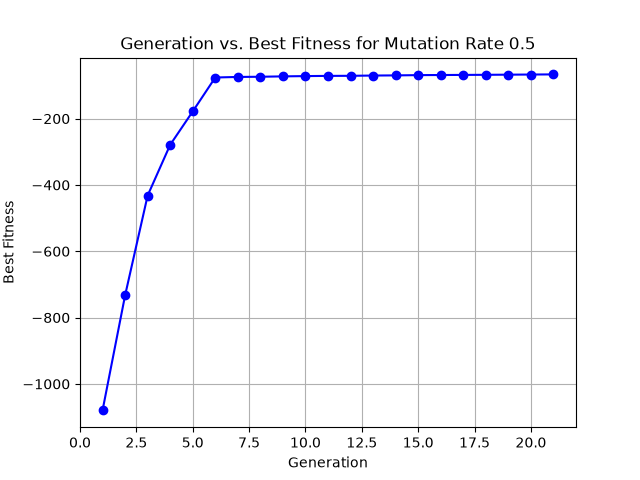 Generation vs. Best Fitness for Mutation Rate 0.5
Best Fitness
−200
−400
−600
−800
−1000
0.0 2.5 5.0 7.5 10.0 12.5 15.0 17.5 20.0
Generation